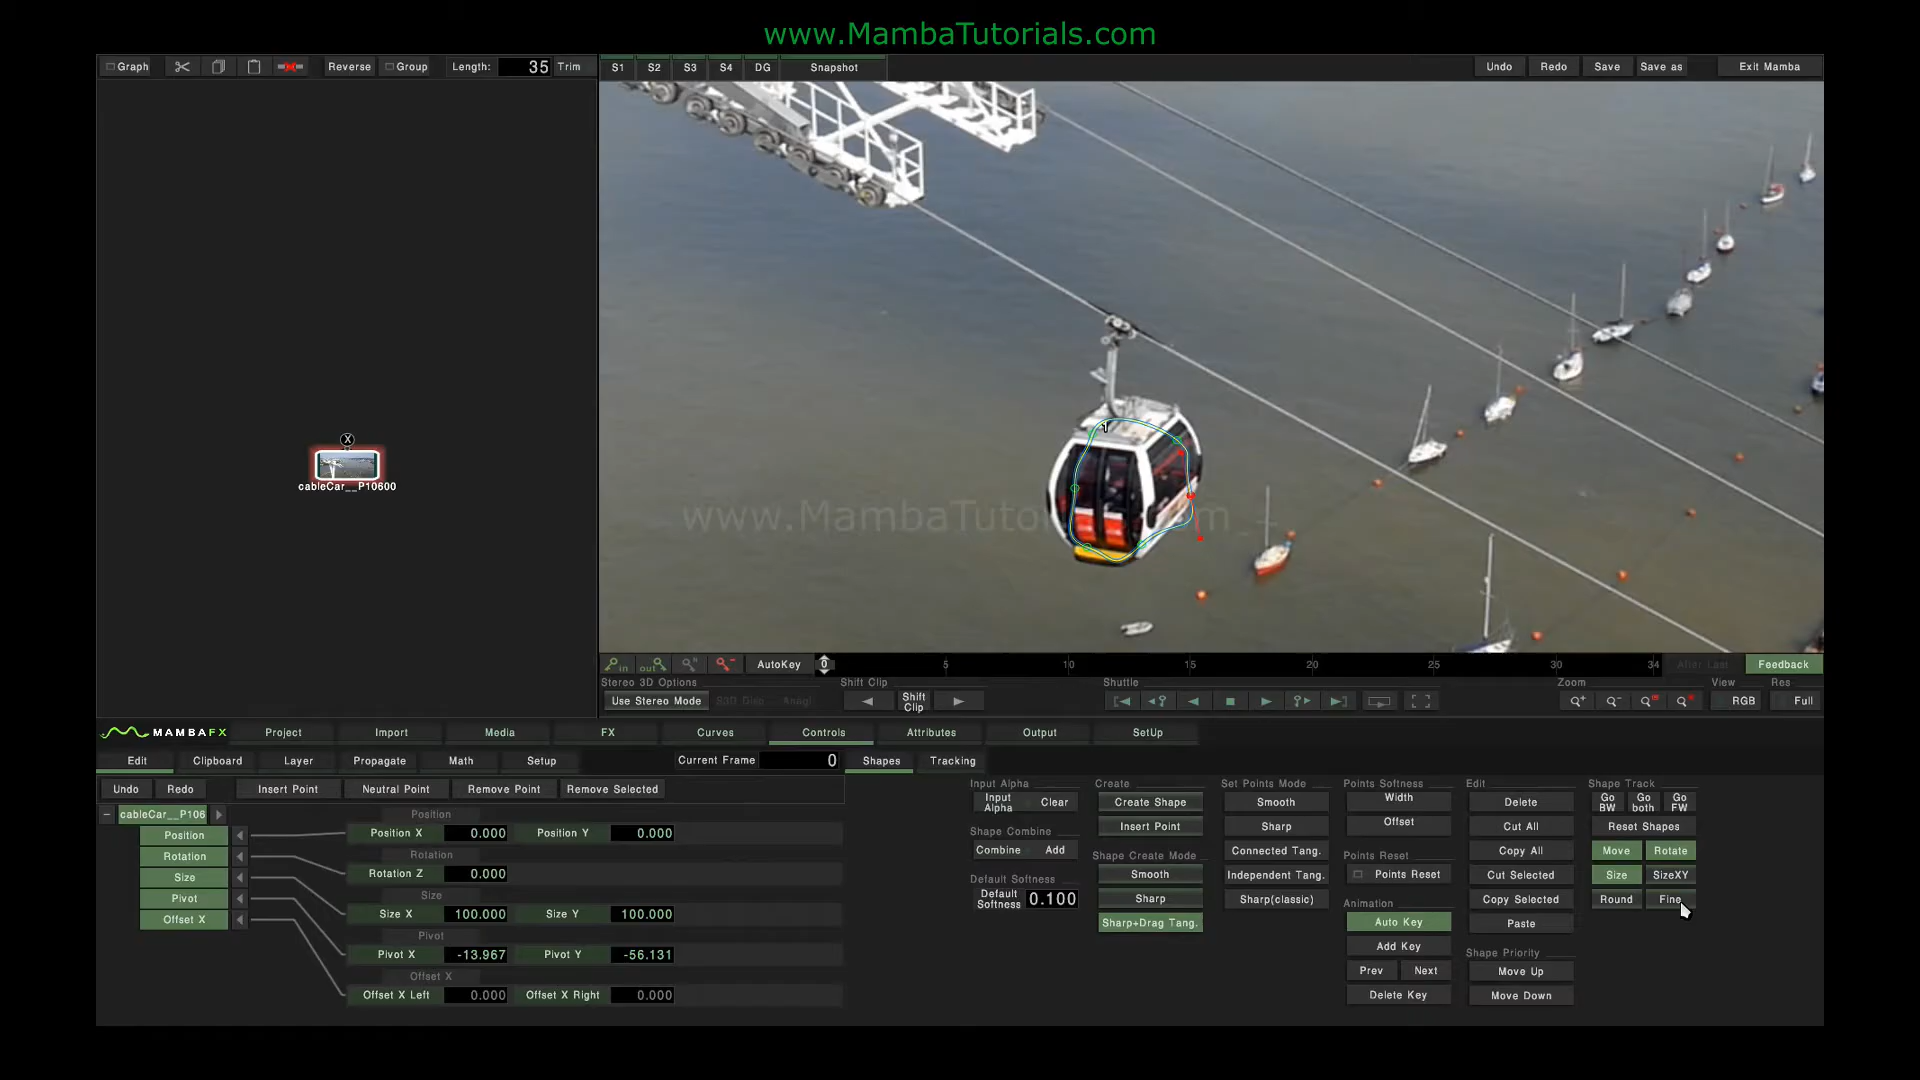 www.MambaTutorials.com
Graph Reverse Group Length: 35 Trim S1 S2 S3 S4 DG Snapshot Undo Redo Save Save as Exit Mamba
X
cableCar__P10600
1
www.MambaTutorials.com
in out AutoKey 0 5 10 15 20 25 30 34 After Last Feedback
Stereo 3D Options Shift Clip Shuttle Zoom View Res
Use Stereo Mode S3D Disp. Anagl Shift Clip RGB Full
MAMBAFX Project Import Media FX Curves Controls Attributes Output SetUp
Edit Clipboard Layer Propagate Math Setup Current Frame 0 Shapes Tracking
Undo Redo Insert Point Neutral Point Remove Point Remove Selected
cableCar__P106
Position
Rotation
Size
Pivot
Offset X
Position
Position X 0.000 Position Y 0.000
Rotation
Rotation Z 0.000
Size
Size X 100.000 Size Y 100.000
Pivot
Pivot X -13.967 Pivot Y -56.131
Offset X
Offset X Left 0.000 Offset X Right 0.000
Input Alpha
Input Alpha Clear
Shape Combine
Combine Add
Default Softness
Default Softness 0.100
Create
Create Shape
Insert Point
Shape Create Mode
Smooth
Sharp
Sharp+Drag Tang.
Set Points Mode
Smooth
Sharp
Connected Tang.
Independent Tang.
Sharp(classic)
Points Softness
Width
Offset
Points Reset
Points Reset
Animation
Auto Key
Add Key
Prev Next
Delete Key
Edit
Delete
Cut All
Copy All
Cut Selected
Copy Selected
Paste
Shape Priority
Move Up
Move Down
Shape Track
Go BW Go both Go FW
Reset Shapes
Move Rotate
Size SizeXY
Round Fine